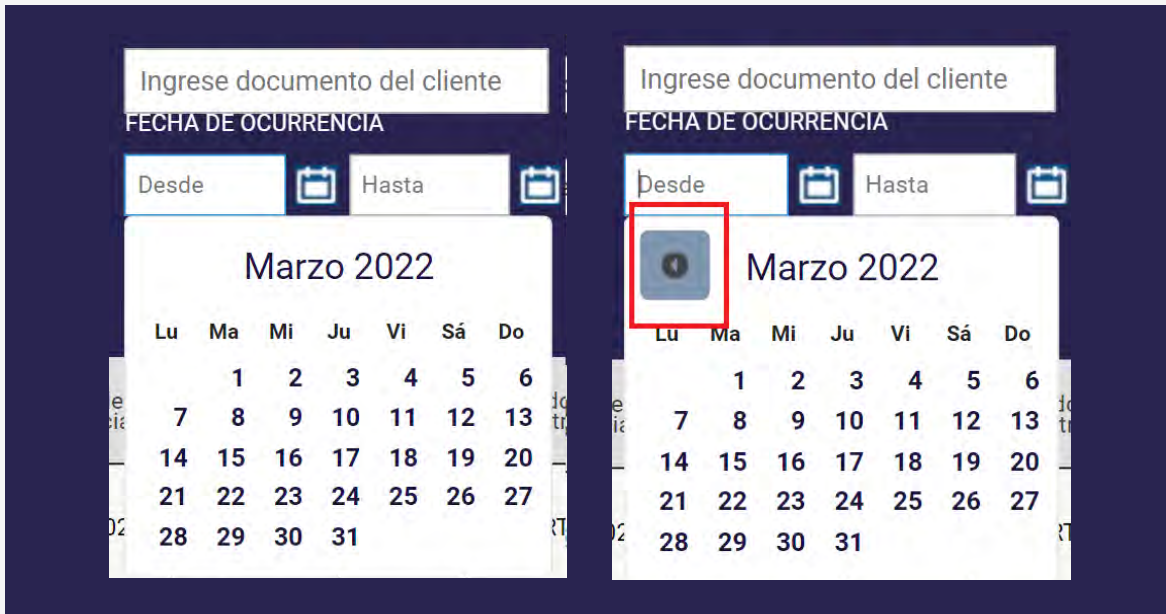 Ingrese documento del cliente
FECHA DE OCURRENCIA
Desde Hasta
Marzo 2022
Lu Ma Mi Ju Vi Sá Do
1 2 3 4 5 6
7 8 9 10 11 12 13
14 15 16 17 18 19 20
21 22 23 24 25 26 27
28 29 30 31
Ingrese documento del cliente
FECHA DE OCURRENCIA
Desde Hasta
Marzo 2022
Lu Ma Mi Ju Vi Sá Do
1 2 3 4 5 6
7 8 9 10 11 12 13
14 15 16 17 18 19 20
21 22 23 24 25 26 27
28 29 30 31